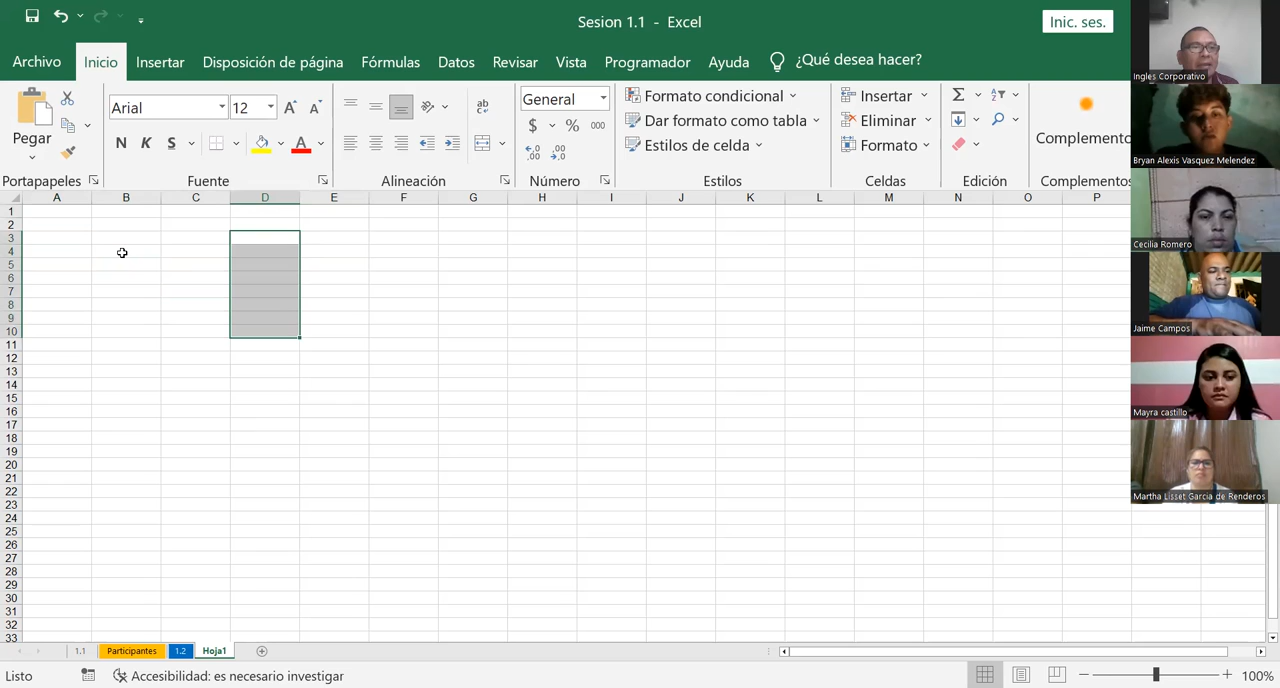 Sesion 1.1 - Excel
Inic. ses.
Archivo Inicio Insertar Disposición de página Fórmulas Datos Revisar Vista Programador Ayuda ¿Qué desea hacer?
Pegar
Portapapeles
Arial 12
N K S A
Fuente
ab
Alineación
General
$ % 000
Número
Formato condicional
Dar formato como tabla
Estilos de celda
Estilos
Insertar
Eliminar
Formato
Celdas
Edición
Complemento
Complementos
A B C D E F G H I J K L M N O P
1
2
3
4
5
6
7
8
9
10
11
12
13
14
15
16
17
18
19
20
21
22
23
24
25
26
27
28
29
30
31
32
33
1.1 Participantes 1.2 Hoja1
Listo Accesibilidad: es necesario investigar 100%
Ingles Corporativo
Bryan Alexis Vasquez Melendez
Cecilia Romero
Jaime Campos
Mayra castillo
Martha Lisset Garcia de Renderos